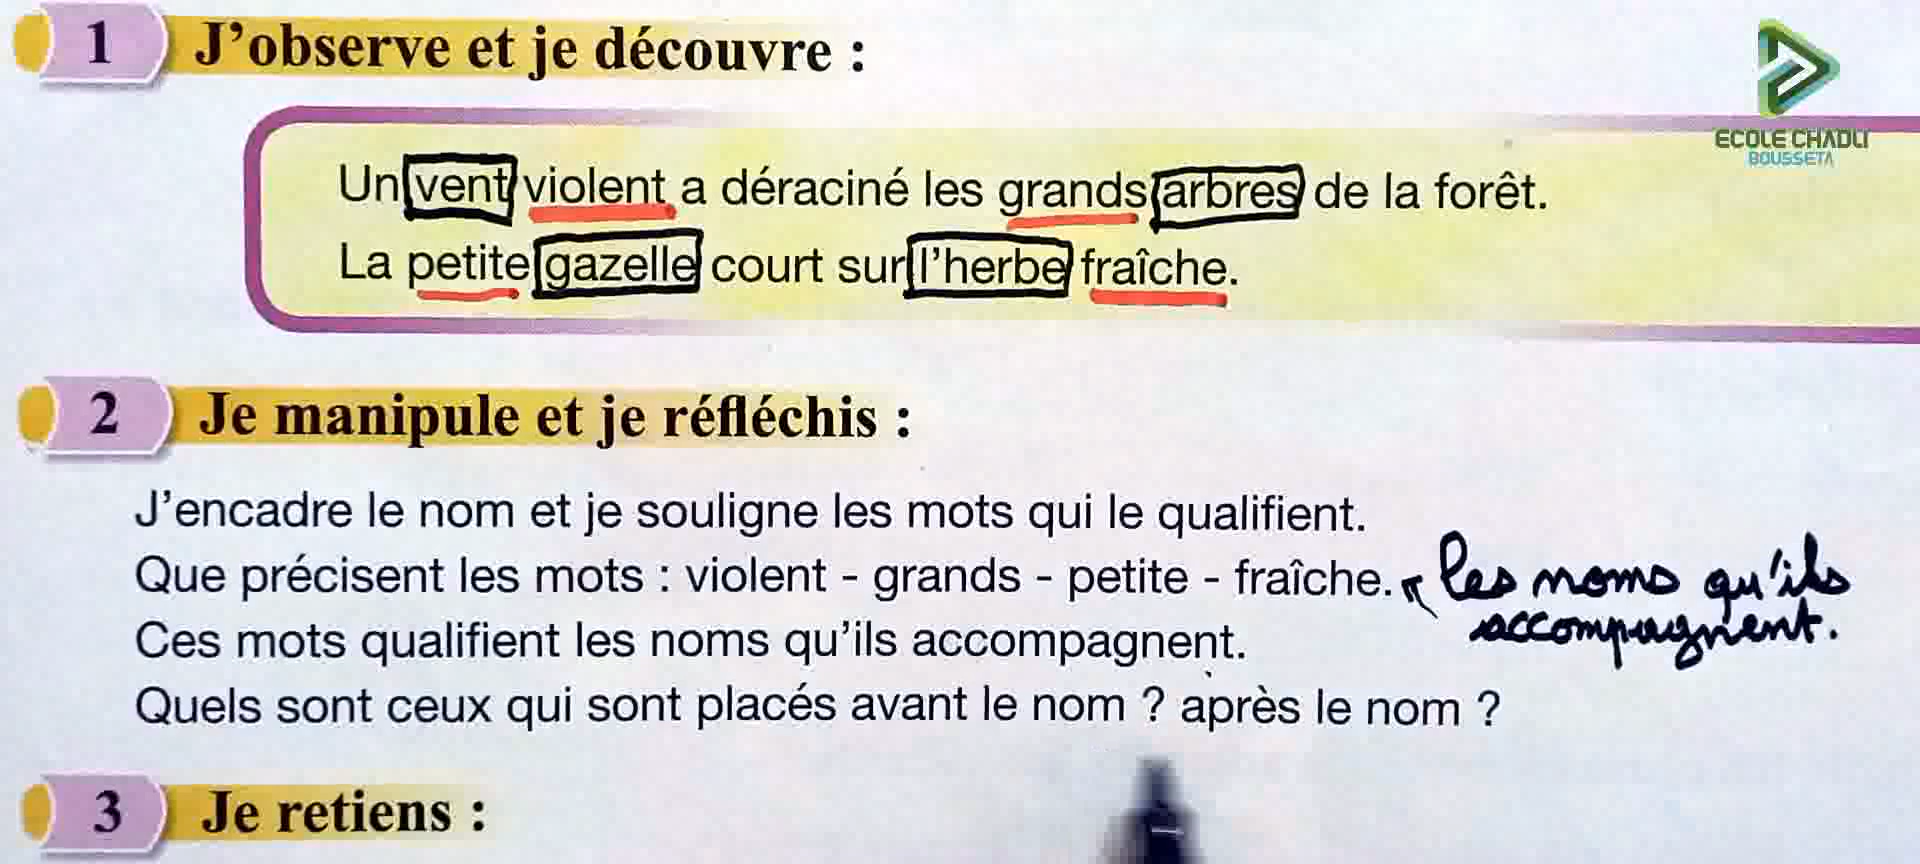 1 J'observe et je découvre :
ECOLE CHADLI
BOUSSETA
Un vent violent a déraciné les grands arbres de la forêt.
La petite gazelle court sur l'herbe fraîche.
2 Je manipule et je réfléchis :
J'encadre le nom et je souligne les mots qui le qualifient.
Que précisent les mots : violent - grands - petite - fraîche. les noms qu'ils
accompagnent.
Ces mots qualifient les noms qu'ils accompagnent.
Quels sont ceux qui sont placés avant le nom ? après le nom ?
3 Je retiens :